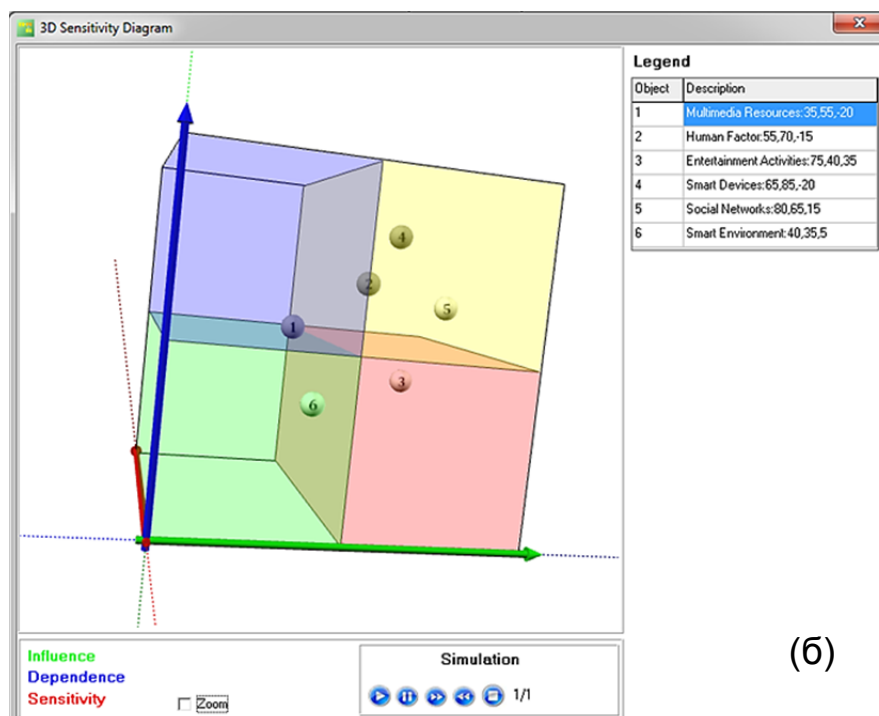 3D Sensitivity Diagram
x
4
2
5
1
3
6
Legend
Object Description
1 Multimedia Resources:35,55,-20
2 Human Factor:55,70,-15
3 Entertainment Activities:75,40,35
4 Smart Devices:65,85,-20
5 Social Networks:80,65,15
6 Smart Environment:40,35,5
Influence
Dependence
Sensitivity
Zoom
Simulation
1/1
(б)